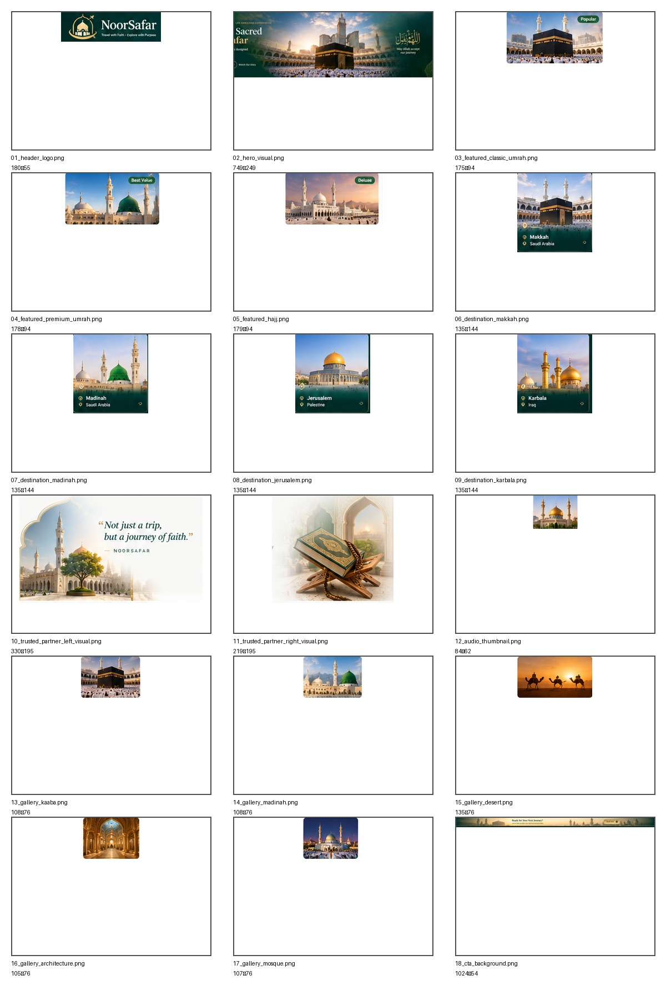 NoorSafar
Travel with Faith • Explore with Purpose
LIFE ENRICHING EXPERIENCES
Sacred
afar
s designed
Watch Our Story
May Allah accept
our journey
Popular
01_header_logo.png
180 55
02_hero_visual.png
749 249
03_featured_classic_umrah.png
175 94
Best Value
Deluxe
Makkah
Saudi Arabia
04_featured_premium_umrah.png
178 94
05_featured_hajj.png
179 94
06_destination_makkah.png
135 144
Madinah
Saudi Arabia
Jerusalem
Palestine
Karbala
Iraq
07_destination_madinah.png
135 144
08_destination_jerusalem.png
135 144
09_destination_karbala.png
135 144
“Not just a trip,
but a journey of faith.”
— NOORSAFAR
y
10_trusted_partner_left_visual.png
330 195
11_trusted_partner_right_visual.png
219 195
12_audio_thumbnail.png
84 62
13_gallery_kaaba.png
108 76
14_gallery_madinah.png
108 76
15_gallery_desert.png
135 76
Ready for Your Next Journey?
16_gallery_architecture.png
105 76
17_gallery_mosque.png
107 76
18_cta_background.png
1024 54